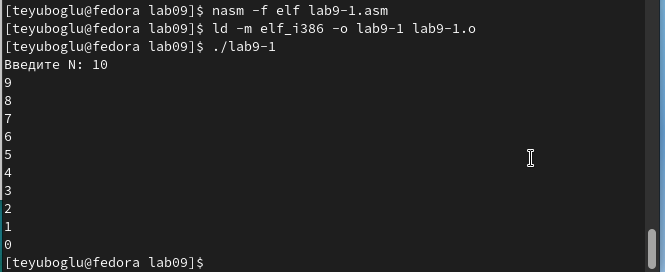 [teyuboglu@fedora lab09]$ nasm -f elf lab9-1.asm
[teyuboglu@fedora lab09]$ ld -m elf_i386 -o lab9-1 lab9-1.o
[teyuboglu@fedora lab09]$ ./lab9-1
Введите N: 10
9
8
7
6
5
4
3
2
1
0
[teyuboglu@fedora lab09]$